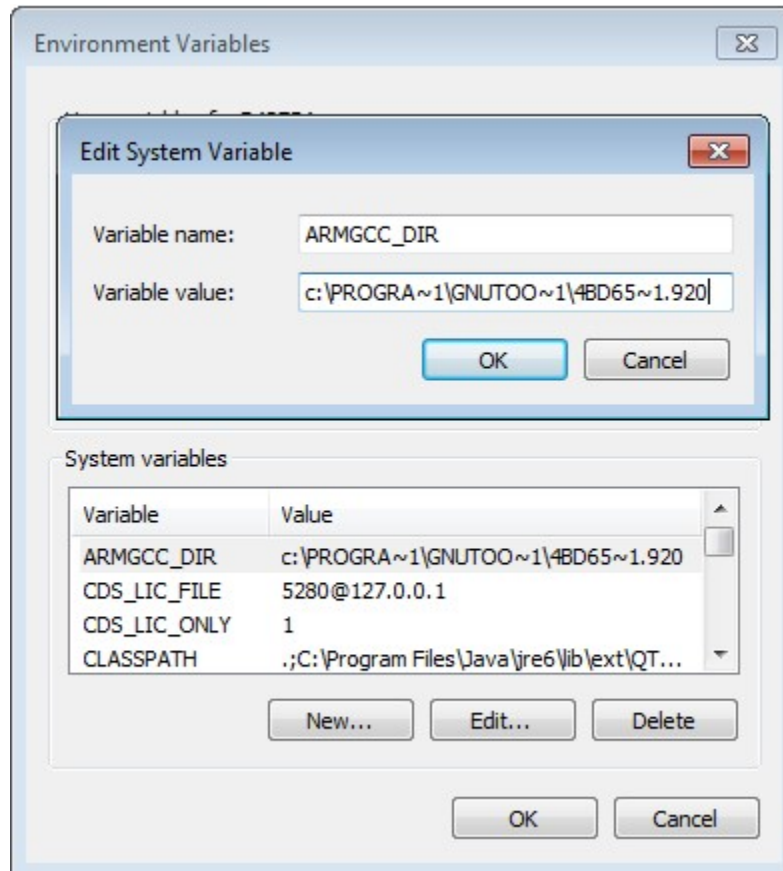 Environment Variables
Edit System Variable
Variable name: ARMGCC_DIR
Variable value: c:\PROGRA~1\GNUTOO~1\4BD65~1.920
OK Cancel
System variables
Variable Value
ARMGCC_DIR c:\PROGRA~1\GNUTOO~1\4BD65~1.920
CDS_LIC_FILE 5280@127.0.0.1
CDS_LIC_ONLY 1
CLASSPATH .;C:\Program Files\Java\jre6\lib\ext\QT...
New... Edit... Delete
OK Cancel